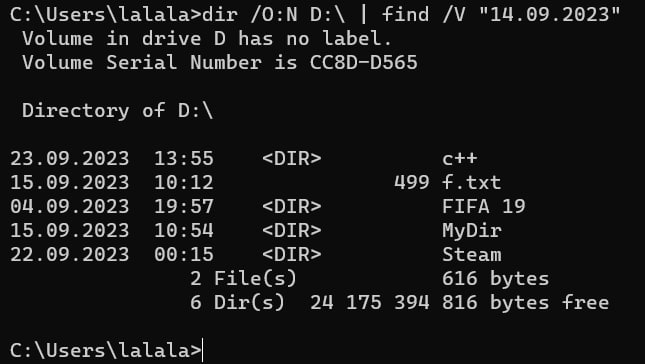 C:\Users\lalala>dir /O:N D:\ | find /V "14.09.2023"
 Volume in drive D has no label.
 Volume Serial Number is CC8D-D565

 Directory of D:\

23.09.2023  13:55    <DIR>          c++
15.09.2023  10:12               499 f.txt
04.09.2023  19:57    <DIR>          FIFA 19
15.09.2023  10:54    <DIR>          MyDir
22.09.2023  00:15    <DIR>          Steam
               2 File(s)            616 bytes
               6 Dir(s)  24 175 394 816 bytes free

C:\Users\lalala>